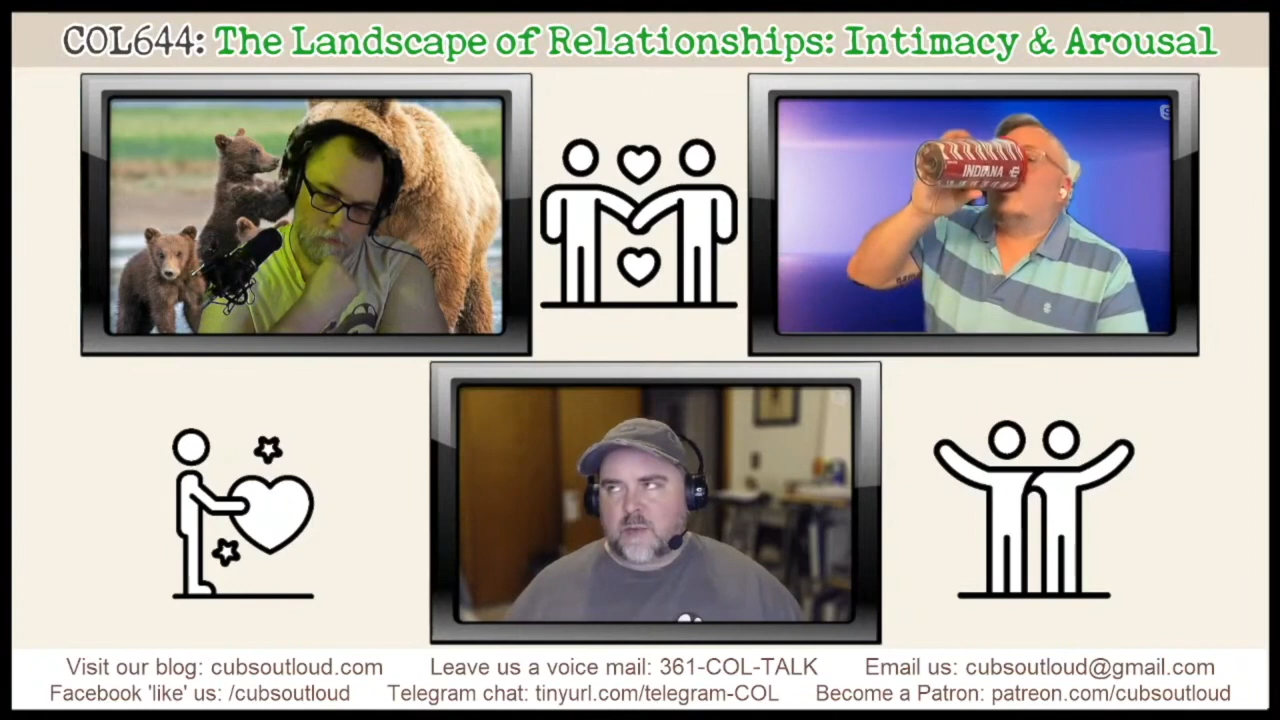 COL644: The Landscape of Relationships: Intimacy & Arousal
INDIANA
Visit our blog: cubsoutloud.com Leave us a voice mail: 361-COL-TALK Email us: cubsoutloud@gmail.com
Facebook 'like' us: /cubsoutloud Telegram chat: tinyurl.com/telegram-COL Become a Patron: patreon.com/cubsoutloud